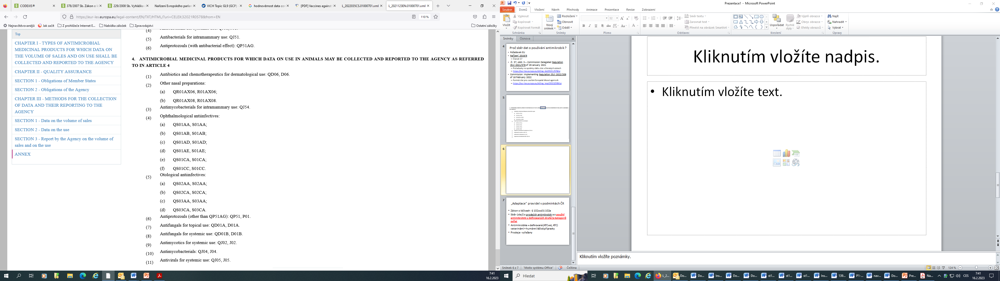 CODEXIS®
378/2007 Sb. Zákon o lé
229/2008 Sb. Vyhláška o
Nařízení Evropského parlam
VICH Topic GL9 (GCP) -
hodnověrnost data con
[PDF] Vaccines against
L_2022035CS.01000701.xml
L_2021123EN.01000701.xml
https://eur-lex.europa.eu/legal-content/EN/TXT/HTML/?uri=CELEX:32021R0578&from=EN
110 %
Nejnavštěvovanější
Jak začít
Z prohlížeče Internet E...
Nabídka záložek
Zpravodajstvi
Ostatní záložky
Top
CHAPTER I - TYPES OF ANTIMICROBIAL
MEDICINAL PRODUCTS FOR WHICH DATA ON
THE VOLUME OF SALES AND ON USE SHALL BE
COLLECTED AND REPORTED TO THE AGENCY
CHAPTER II - QUALITY ASSURANCE
SECTION 1 - Obligations of Member States
SECTION 2 - Obligations of the Agency
CHAPTER III - METHODS FOR THE COLLECTION
OF DATA AND THEIR REPORTING TO THE
AGENCY
SECTION 1 - Data on the volume of sales
SECTION 2 - Data on the use
SECTION 3 - Report by the Agency on the volume of
sales and on the use
ANNEX
(4)
(5) Antibacterials for intramammary use: QJ51.
(6) Antiprotozoals (with antibacterial effect): QP51AG.
4. ANTIMICROBIAL MEDICINAL PRODUCTS FOR WHICH DATA ON USE IN ANIMALS MAY BE COLLECTED AND REPORTED TO THE AGENCY AS REFERRED
TO IN ARTICLE 4
(1) Antibiotics and chemotherapeutics for dermatological use: QD06, D06.
(2) Other nasal preparations:
(a) QR01AX06, R01AX06;
(b) QR01AX08, R01AX08.
(3) Antimycobacterials for intramammary use: QJ54.
(4) Ophthalmological antiinfectives:
(a) QS01AA, S01AA;
(b) QS01AB, S01AB;
(c) QS01AD, S01AD;
(d) QS01AE, S01AE;
(e) QS01CA, S01CA;
(f) QS01CC, S01CC.
(5) Otological antiinfectives:
(a) QS02AA, S02AA;
(b) QS02CA, S02CA;
(c) QS03AA, S03AA;
(d) QS03CA, S03CA.
(6) Antiprotozoals (other than QP51AG): QP51, P01.
(7) Antifungals for topical use: QD01A, D01A.
(8) Antifungals for systemic use: QD01B, D01B.
(9) Antimycotics for systemic use: QJ02, J02.
(10) Antimycobacterials: QJ04, J04.
(11) Antivirals for systemic use: QJ05, J05.
7:41
16.2.2023
Prezentace1 - Microsoft PowerPoint
Soubor Domů Vložení Návrh Přechody Animace Prezentace Revize Zobrazení
Vložit
Vyjmout
Kopírovat
Kopírovat formát
Schránka
Nový
snímek
Rozložení
Obnovit
Oddíl
Snímky
32
Písmo
Směr textu
Zarovnat text
Převést na obrázek SmartArt
Odstavec
Uspořádat
Rychlé
styly
Výplň obrazce
Obrys obrazce
Efekty obrazců
Kreslení
Najít
Nahradit
Vybrat
Úpravy
Snímky Osnova
4
Proč sběr dat o používání antimikrobik ?
• Požadavek EU
• Nařízení 2019/6
– Článek 57
• čl. 57, odst. 3 – Commission Delegated Regulation
(EU) 2021/578 of 29 January 2021
– Požadavky na systémy sběru dat v členských státech
– https://eur-lex.europa.eu/eli/reg_del/2021/578/oj
• Commission Implementing Regulation (EU) 2022/209
of 16 February 2022
– Formát dat pro zasílání Evropské lékové agentuře
– https://eur-lex.europa.eu/eli/reg_impl/2022/209/oj
5
6
7
„Adaptace“ pravidel v podmínkách ČR
• Zákon o léčivech - § 102a až § 102e
• Sběr údajů o prodejích antimikrobik a o použití
antimikrobik u definovaných druhů (a kategorií)
zvířat
• Antimikrobika = definované (ATCvet, ATC)
veterinární + humánní léčivé přípravky
• Prodeje - vyřešeny
Kliknutím vložíte nadpis.
• Kliknutím vložíte text.
Kliknutím vložíte poznámky.
Snímek 6 z 7
"Motiv systému Office"
Čeština
124 %
Hledat
L_2...
Do...
Do...
Do...
Ins...
Do...
Do...
Do...
st1...
st1...
st1...
Ins...
139...
P1-...
nav...
Do...
Pre...
Na...
CES
7:41
16.2.2023